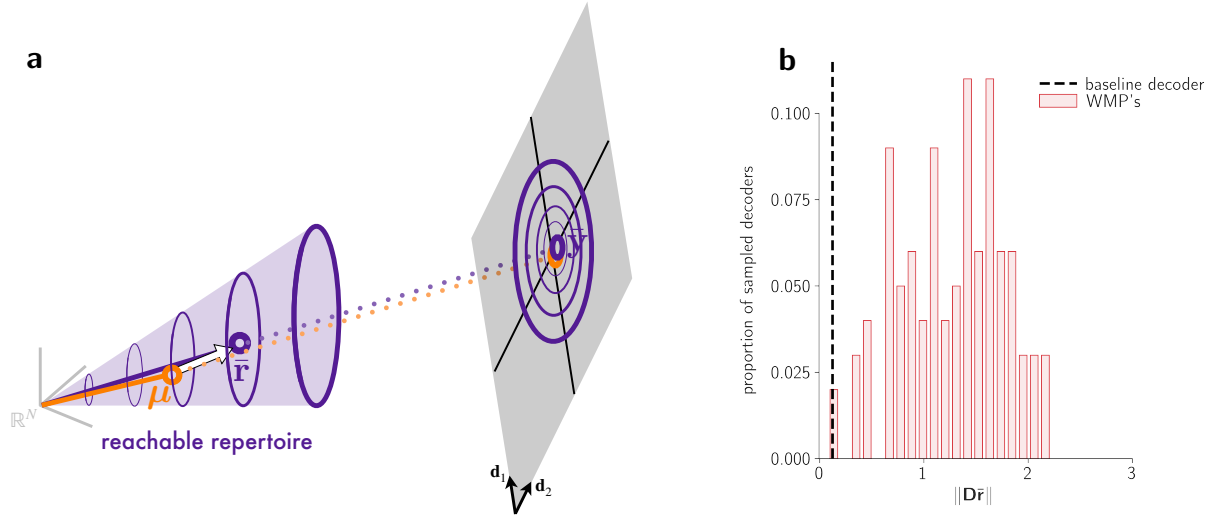 a
ℝᴺ
μ
r̄
ȳ
reachable repertoire
d₁
d₂
b
baseline decoder
WMP's
proportion of sampled decoders
0.100
0.075
0.050
0.025
0.000
0
1
2
3
||Dr̄||